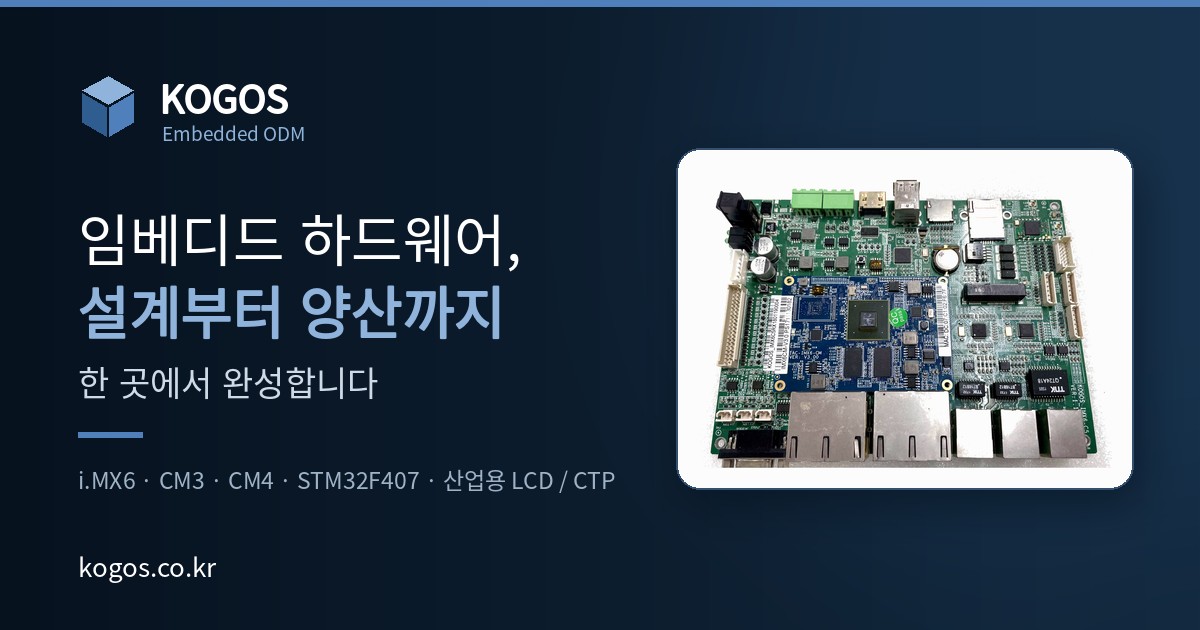 KOGOS
Embedded ODM
임베디드 하드웨어,
설계부터 양산까지
한 곳에서 완성합니다
i.MX6 · CM3 · CM4 · STM32F407 · 산업용 LCD / CTP
kogos.co.kr